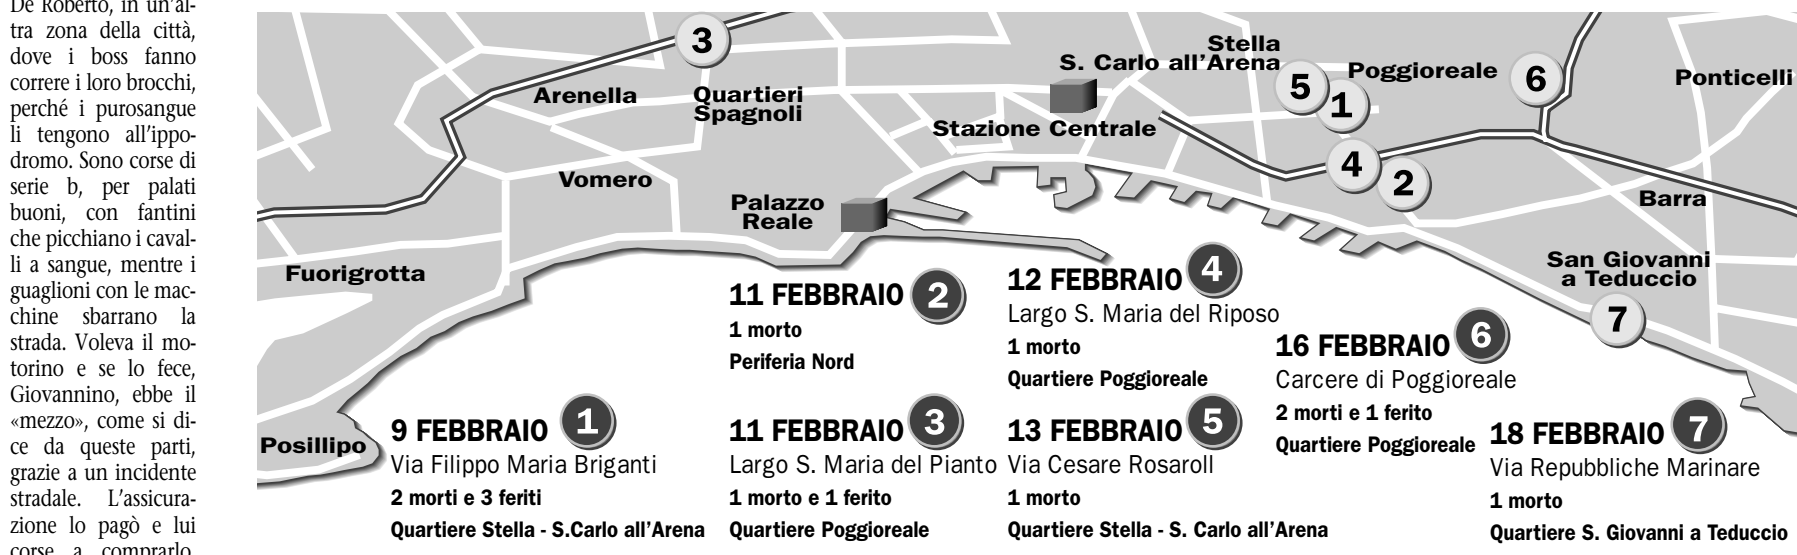 De Roberto, in un'al-
tra zona della città,
dove i boss fanno
correre i loro brocchi,
perché i purosangue
li tengono all'ippo-
dromo. Sono corse di
serie b, per palati
buoni, con fantini
che picchiano i caval-
li a sangue, mentre i
guaglioni con le mac-
chine sbarrano la
strada. Voleva il mo-
torino e se lo fece,
Giovannino, ebbe il
«mezzo», come si di-
ce da queste parti,
grazie a un incidente
stradale. L'assicura-
zione lo pagò e lui
corse a comprarlo.
3
Stella
S. Carlo all'Arena
5
1
Poggioreale
6
Ponticelli
Arenella
Quartieri
Spagnoli
Stazione Centrale
4
2
Vomero
Palazzo
Reale
Barra
Fuorigrotta
San Giovanni
a Teduccio
7
Posillipo
9 FEBBRAIO 1
Via Filippo Maria Briganti
2 morti e 3 feriti
Quartiere Stella - S.Carlo all'Arena
11 FEBBRAIO 2
1 morto
Periferia Nord
11 FEBBRAIO 3
Largo S. Maria del Pianto
1 morto e 1 ferito
Quartiere Poggioreale
12 FEBBRAIO 4
Largo S. Maria del Riposo
1 morto
Quartiere Poggioreale
13 FEBBRAIO 5
Via Cesare Rosaroll
1 morto
Quartiere Stella - S. Carlo all'Arena
16 FEBBRAIO 6
Carcere di Poggioreale
2 morti e 1 ferito
Quartiere Poggioreale
18 FEBBRAIO 7
Via Repubbliche Marinare
1 morto
Quartiere S. Giovanni a Teduccio